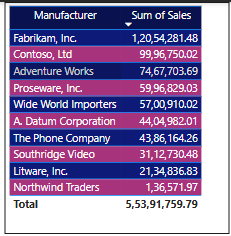 Manufacturer Sum of Sales
Fabrikam, Inc. 1,20,54,281.48
Contoso, Ltd 99,96,750.02
Adventure Works 74,67,703.69
Proseware, Inc. 59,96,829.03
Wide World Importers 57,00,910.02
A. Datum Corporation 44,04,982.01
The Phone Company 43,86,164.26
Southridge Video 31,12,730.48
Litware, Inc. 21,34,836.83
Northwind Traders 1,36,571.97
Total 5,53,91,759.79